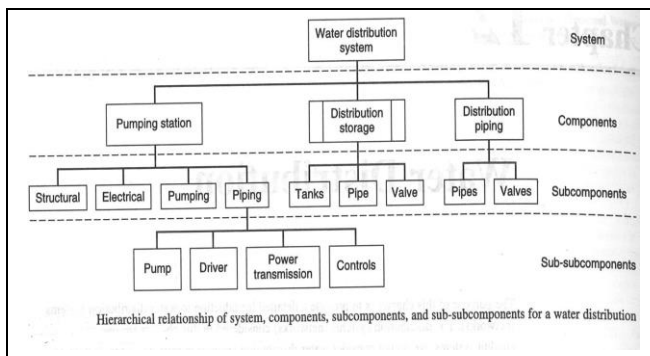 Water distribution
system
System
Pumping station
Distribution
storage
Distribution
piping
Components
Structural
Electrical
Pumping
Piping
Tanks
Pipe
Valve
Pipes
Valves
Subcomponents
Pump
Driver
Power
transmission
Controls
Sub-subcomponents
Hierarchical relationship of system, components, subcomponents, and sub-subcomponents for a water distribution